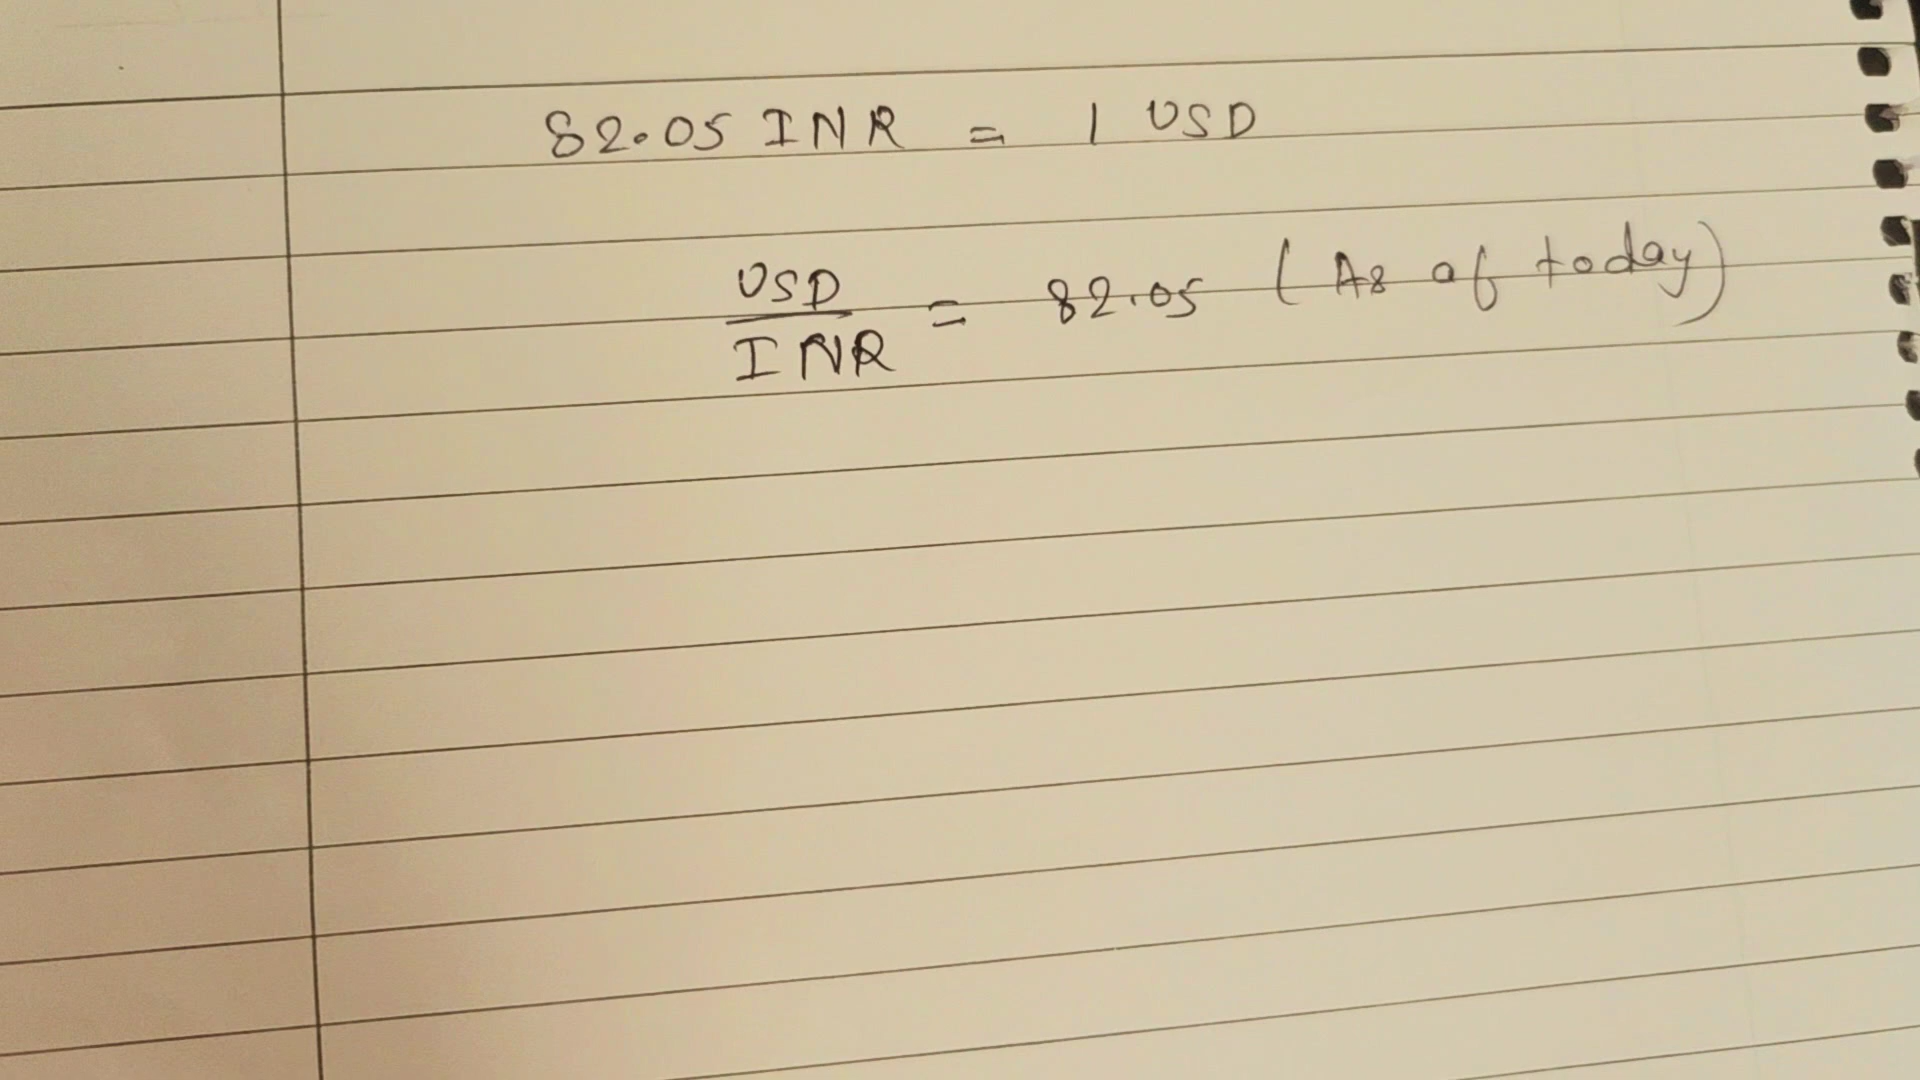 82.05 INR = 1 USD
USD
INR = 82.05 (As of today)